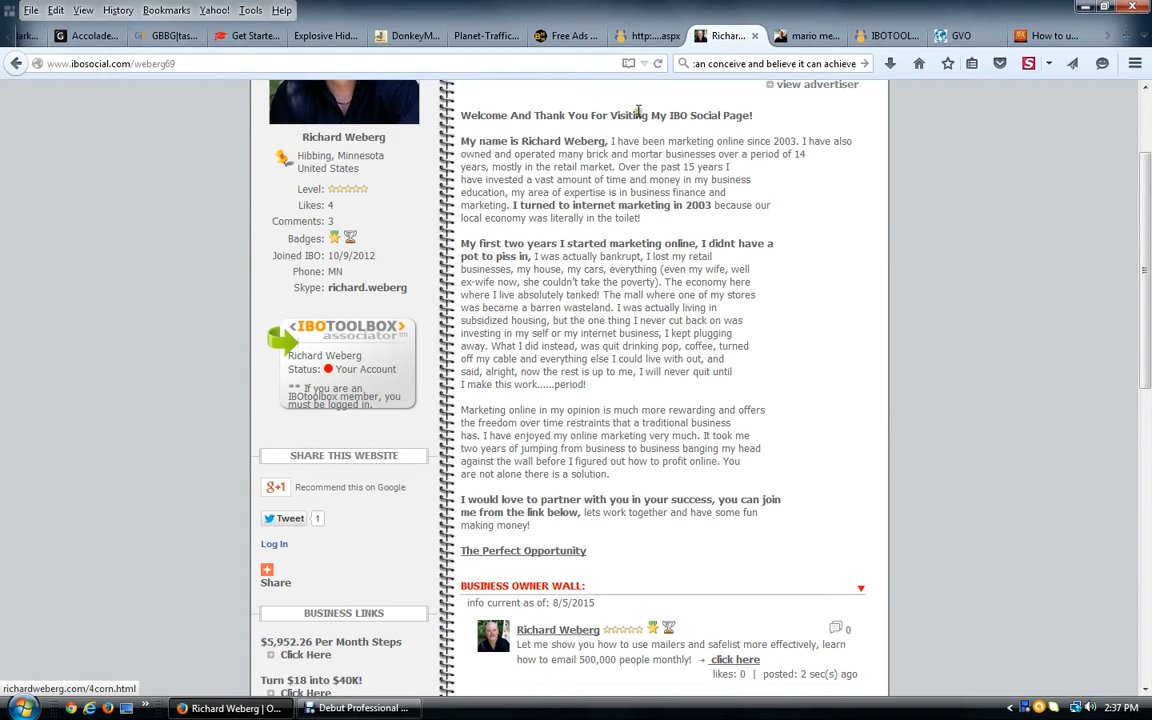 File Edit View History Bookmarks Yahoo! Tools Help
Accolade... GBBG|tas... Get Starte... Explosive Hid... DonkeyM... Planet-Traffic... Free Ads ... http:....aspx Richar... × mario me... IBOTOOL... GVO How to u...
www.ibosocial.com/weberg69
:an conceive and believe it can achieve
view advertiser
Richard Weberg
Hibbing, Minnesota
United States
Level:
Likes: 4
Comments: 3
Badges:
Joined IBO: 10/9/2012
Phone: MN
Skype: richard.weberg
<IBOTOOLBOX>
associator™
Richard Weberg
Status: Your Account
** If you are an
IBOtoolbox member, you
must be logged in.
SHARE THIS WEBSITE
g+1 Recommend this on Google
Tweet 1
Log In
Share
BUSINESS LINKS
$5,952.26 Per Month Steps
Click Here
Turn $18 into $40K!
Click Here
Welcome And Thank You For Visiting My IBO Social Page!
My name is Richard Weberg, I have been marketing online since 2003. I have also
owned and operated many brick and mortar businesses over a period of 14
years, mostly in the retail market. Over the past 15 years I
have invested a vast amount of time and money in my business
education, my area of expertise is in business finance and
marketing. I turned to internet marketing in 2003 because our
local economy was literally in the toilet!
My first two years I started marketing online, I didnt have a
pot to piss in, I was actually bankrupt, I lost my retail
businesses, my house, my cars, everything (even my wife, well
ex-wife now, she couldn't take the poverty). The economy here
where I live absolutely tanked! The mall where one of my stores
was became a barren wasteland. I was actually living in
subsidized housing, but the one thing I never cut back on was
investing in my self or my internet business, I kept plugging
away. What I did instead, was quit drinking pop, coffee, turned
off my cable and everything else I could live with out, and
said, alright, now the rest is up to me, I will never quit until
I make this work......period!
Marketing online in my opinion is much more rewarding and offers
the freedom over time restraints that a traditional business
has. I have enjoyed my online marketing very much. It took me
two years of jumping from business to business banging my head
against the wall before I figured out how to profit online. You
are not alone there is a solution.
I would love to partner with you in your success, you can join
me from the link below, lets work together and have some fun
making money!
The Perfect Opportunity
BUSINESS OWNER WALL:
info current as of: 8/5/2015
Richard Weberg 0
Let me show you how to use mailers and safelist more effectively, learn
how to email 500,000 people monthly! → click here
likes: 0 | posted: 2 sec(s) ago
richardweberg.com/4corn.html
Richard Weberg | O... Debut Professional ... 2:37 PM